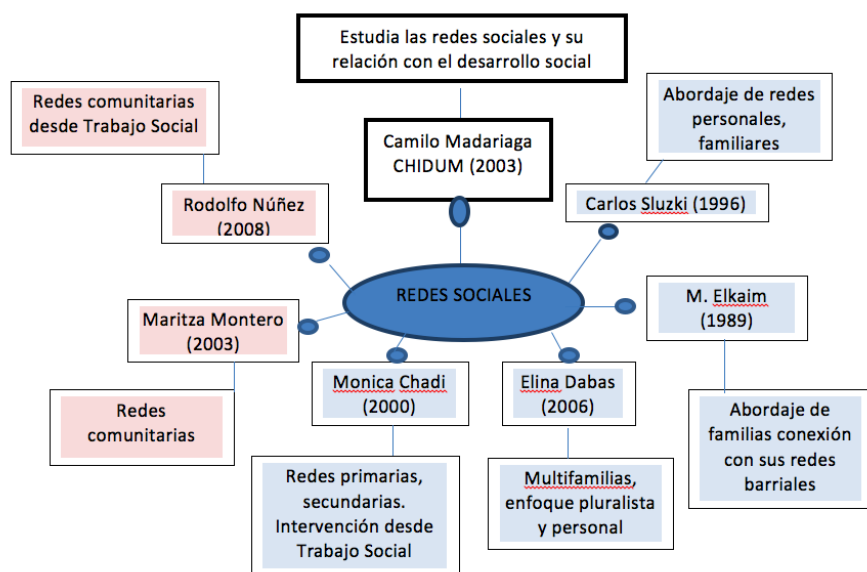 Estudia las redes sociales y su
relación con el desarrollo social
Redes comunitarias
desde Trabajo Social
Camilo Madariaga
CHIDUM (2003)
Abordaje de redes
personales,
familiares
Rodolfo Núñez
(2008)
Carlos Sluzki (1996)
REDES SOCIALES
Maritza Montero
(2003)
M. Elkaim
(1989)
Redes
comunitarias
Monica Chadi
(2000)
Elina Dabas
(2006)
Abordaje de
familias conexión
con sus redes
barriales
Redes primarias,
secundarias.
Intervención desde
Trabajo Social
Multifamilias,
enfoque pluralista
y personal